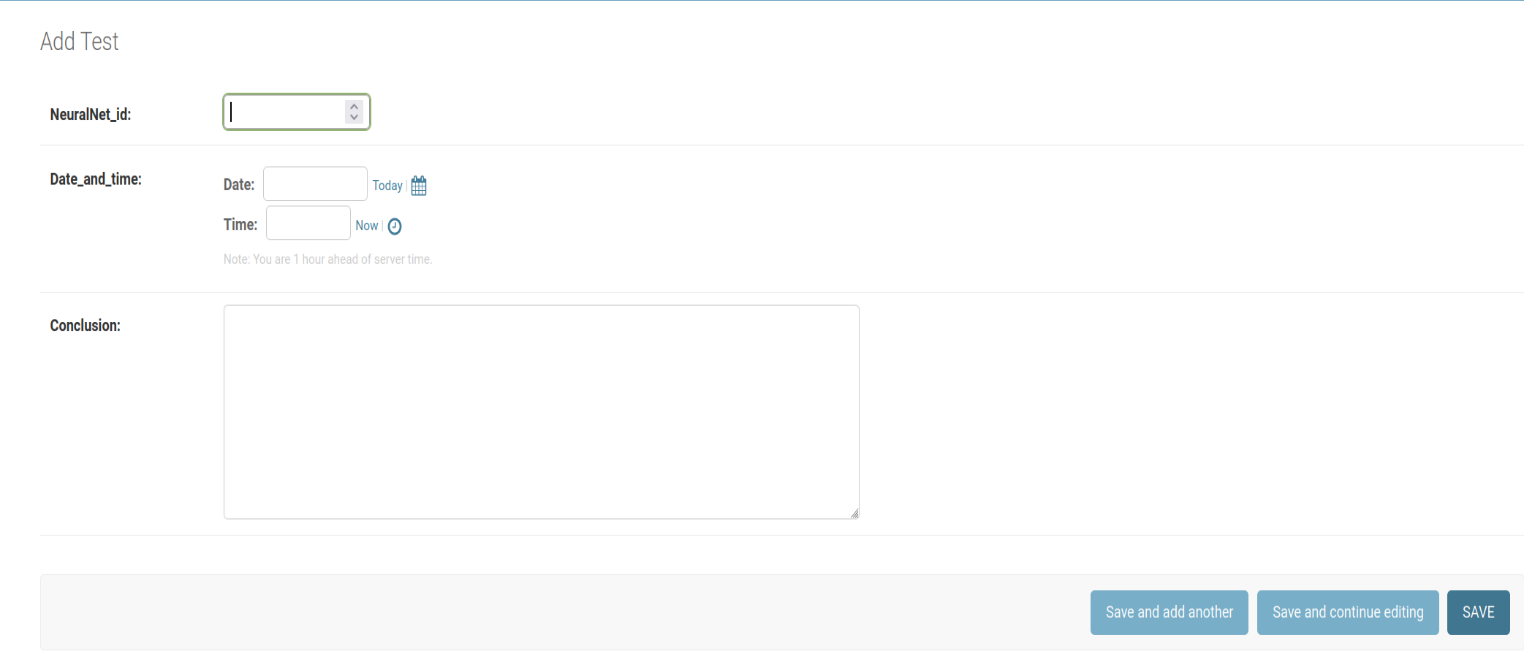 Add Test
NeuralNet_id:
Date_and_time:
Date: Today |
Time: Now |
Note: You are 1 hour ahead of server time.
Conclusion:
Save and add another Save and continue editing SAVE